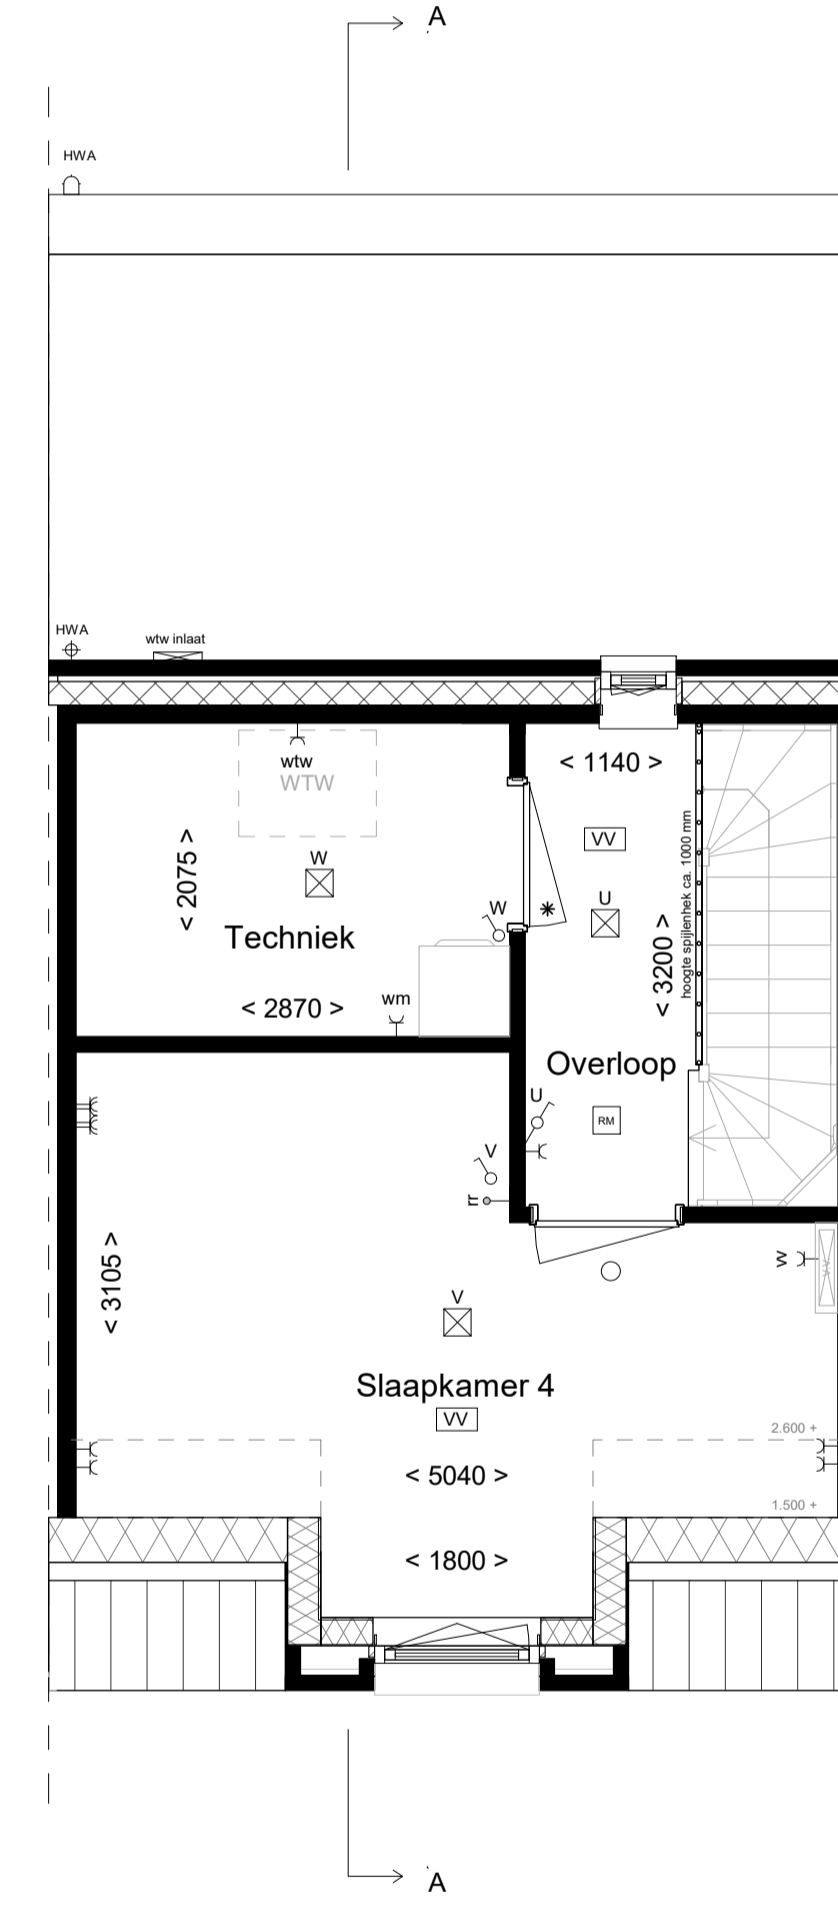 A
HWA
HWA
wtw inlaat
wtw
WTW
< 1140 >
VV
hoogte spijlenhek ca. 1000 mm
< 2075 >
W
U
W
Techniek
< 3200 >
< 2870 >
wm
Overloop
U
RM
V
rr
< 3105 >
w
V
Slaapkamer 4
VV
2.600 +
< 5040 >
1.500 +
< 1800 >
A